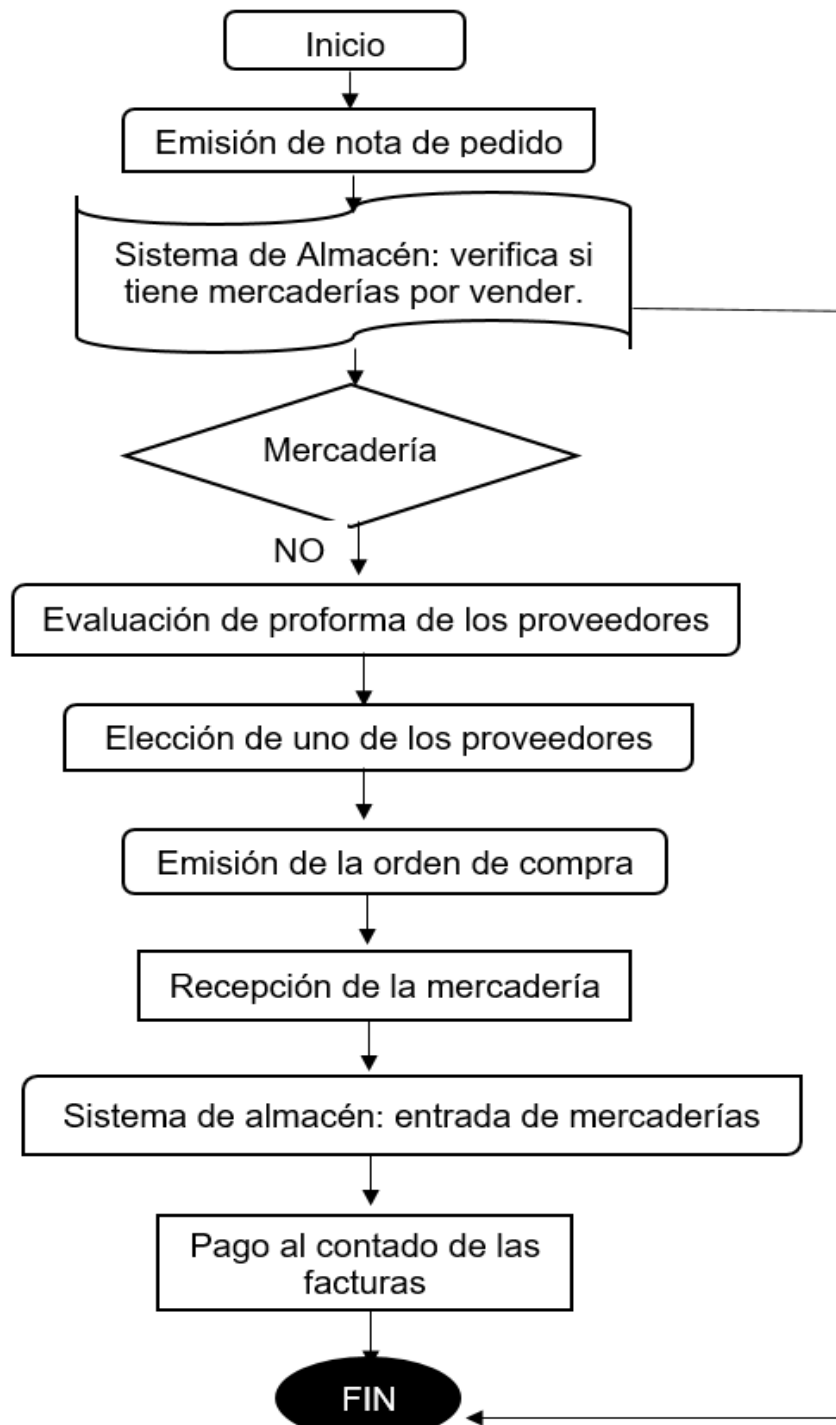 Inicio
Emisión de nota de pedido
Sistema de Almacén: verifica si
tiene mercaderías por vender.
Mercadería
NO
Evaluación de proforma de los proveedores
Elección de uno de los proveedores
Emisión de la orden de compra
Recepción de la mercadería
Sistema de almacén: entrada de mercaderías
Pago al contado de las
facturas
FIN